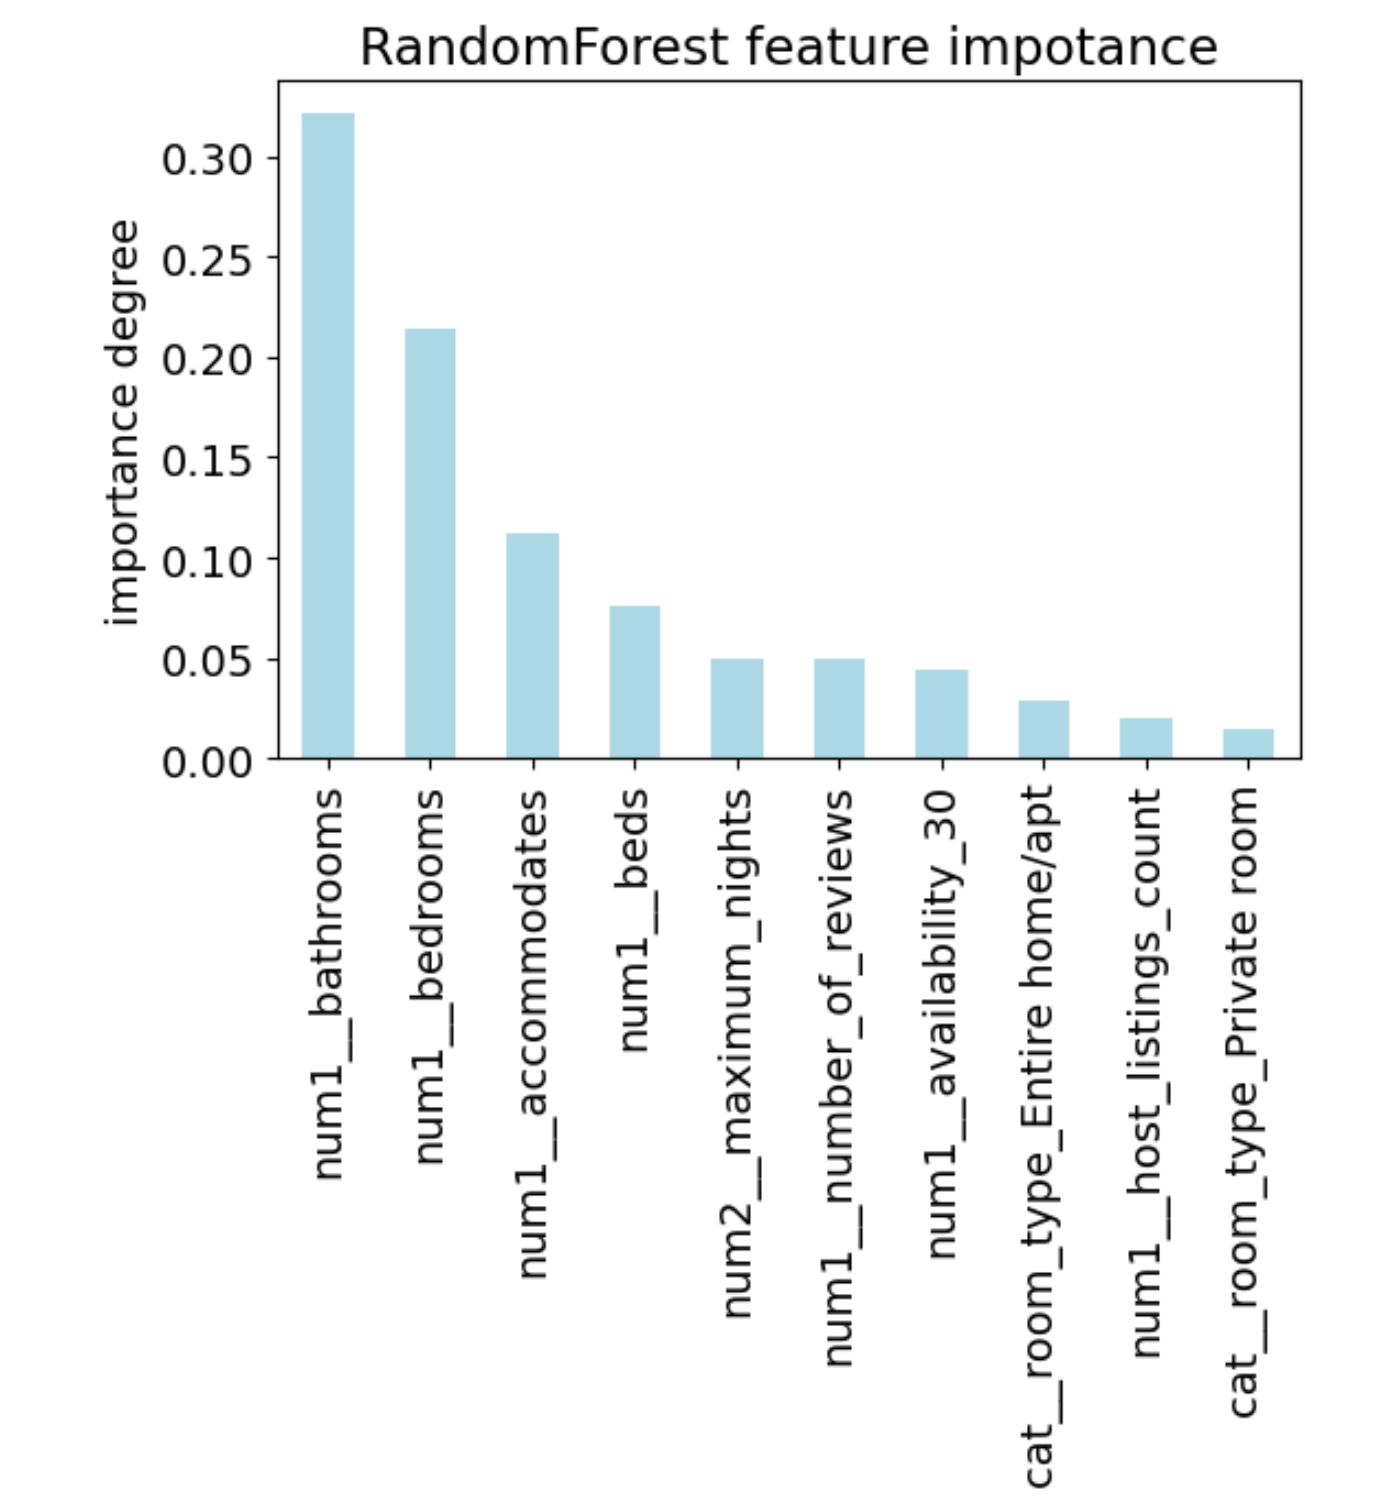 RandomForest feature impotance
importance degree
0.30
0.25
0.20
0.15
0.10
0.05
0.00
num1__bathrooms
num1__bedrooms
num1__accommodates
num1__beds
num2__maximum_nights
num1__number_of_reviews
num1__availability_30
cat__room_type_Entire home/apt
num1__host_listings_count
cat__room_type_Private room